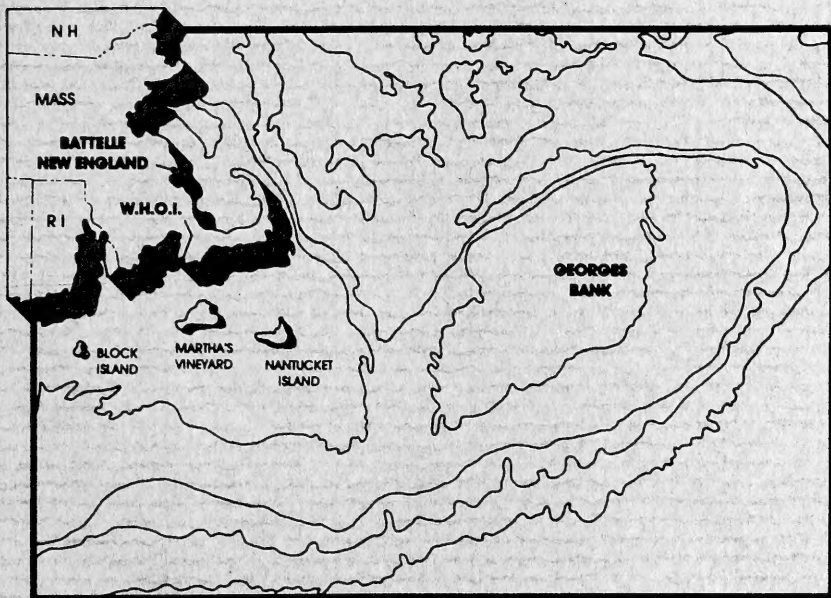 N H
MASS
BATTELLE
NEW ENGLAND
W.H.O.I.
R I
GEORGES
BANK
BLOCK
ISLAND
MARTHA'S
VINEYARD
NANTUCKET
ISLAND